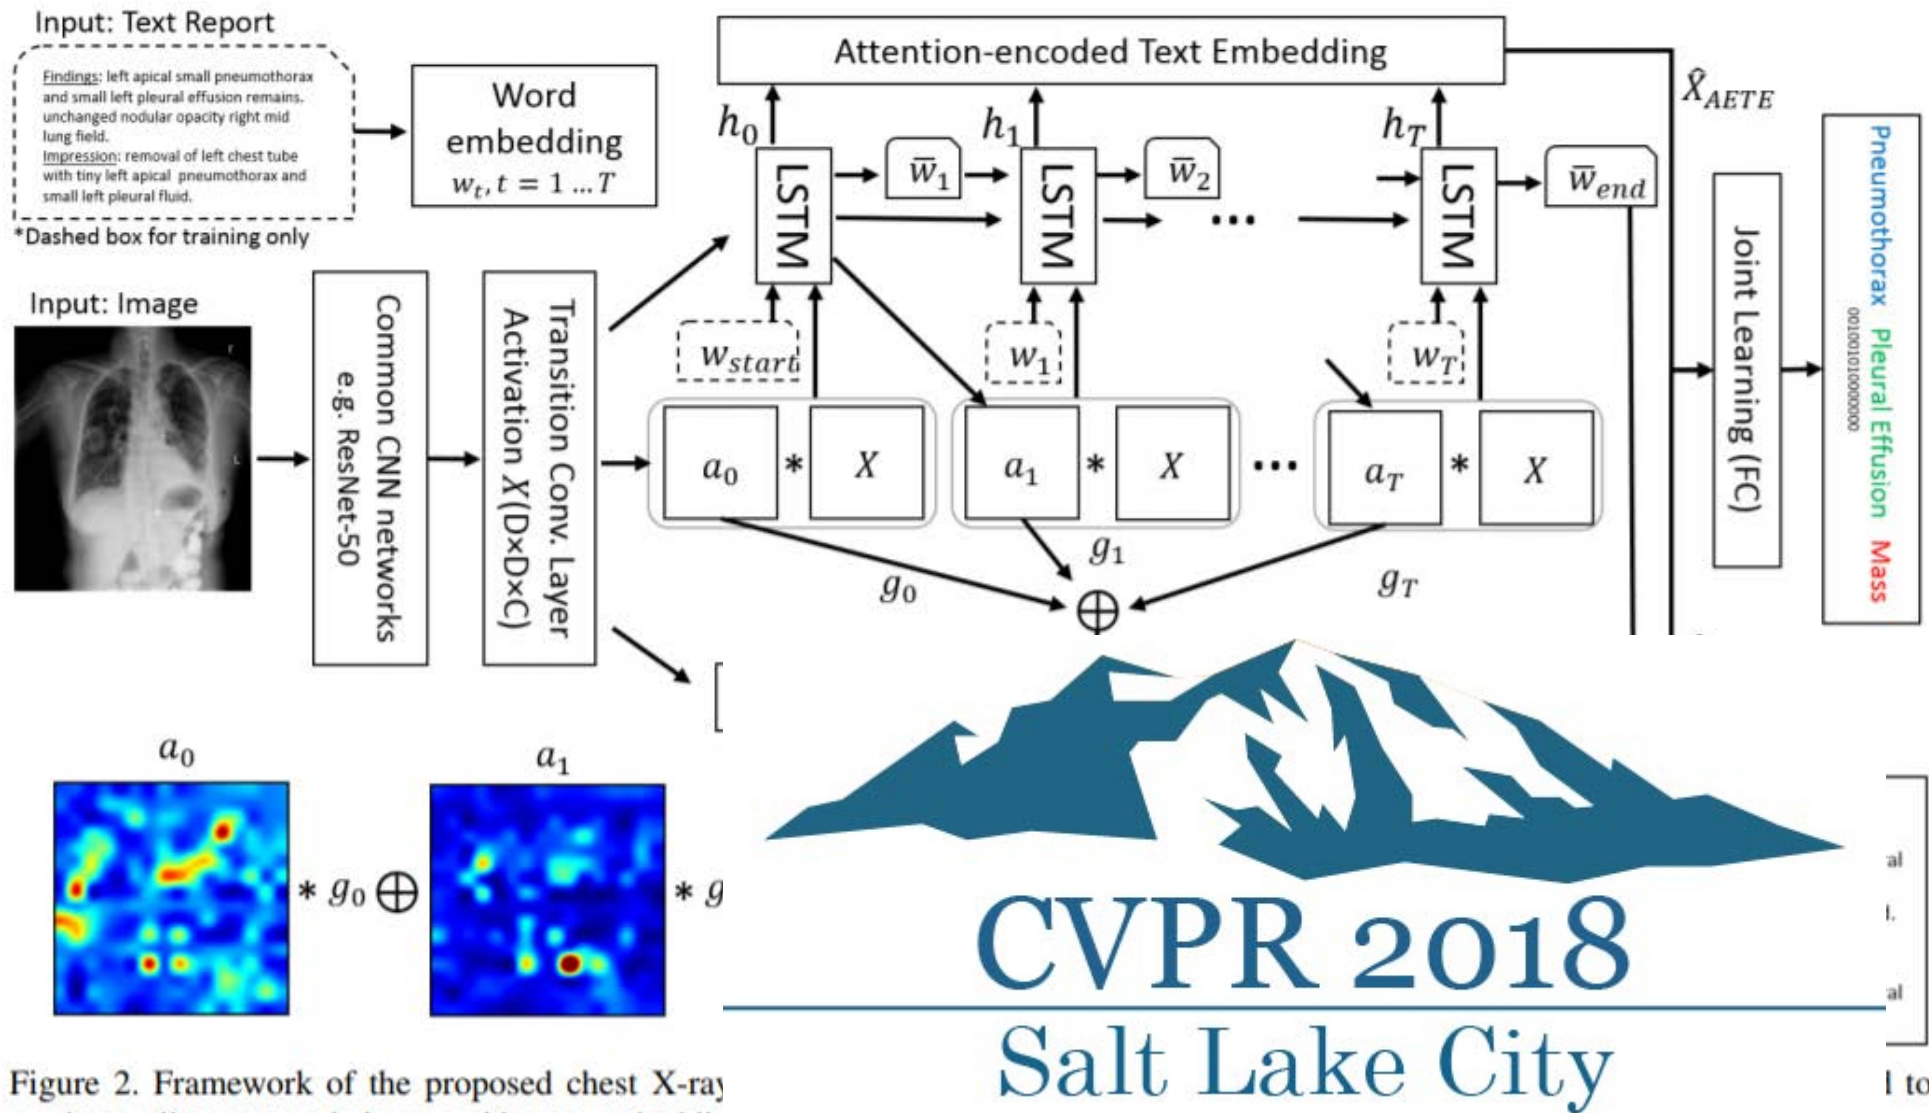 Input: Text Report
Findings: left apical small pneumothorax
and small left pleural effusion remains.
unchanged nodular opacity right mid
lung field.
Impression: removal of left chest tube
with tiny left apical pneumothorax and
small left pleural fluid.
*Dashed box for training only
Word
embedding
w_t, t = 1 ... T
Attention-encoded Text Embedding
X̂_AETE
h_0
h_1
h_T
LSTM
w̄_1
LSTM
w̄_2
...
LSTM
w̄_end
w_start
w_1
w_T
Input: Image
Common CNN networks
e.g. ResNet-50
Transition Conv. Layer
Activation X(D×D×C)
a_0 * X
a_1 * X
...
a_T * X
g_0
g_1
g_T
⊕
Joint Learning (FC)
Pneumothorax Pleural Effusion Mass
001001010000000
a_0
a_1
* g_0 ⊕
* g
CVPR 2018
Salt Lake City
al
d.
al
Figure 2. Framework of the proposed chest X-ray
l to